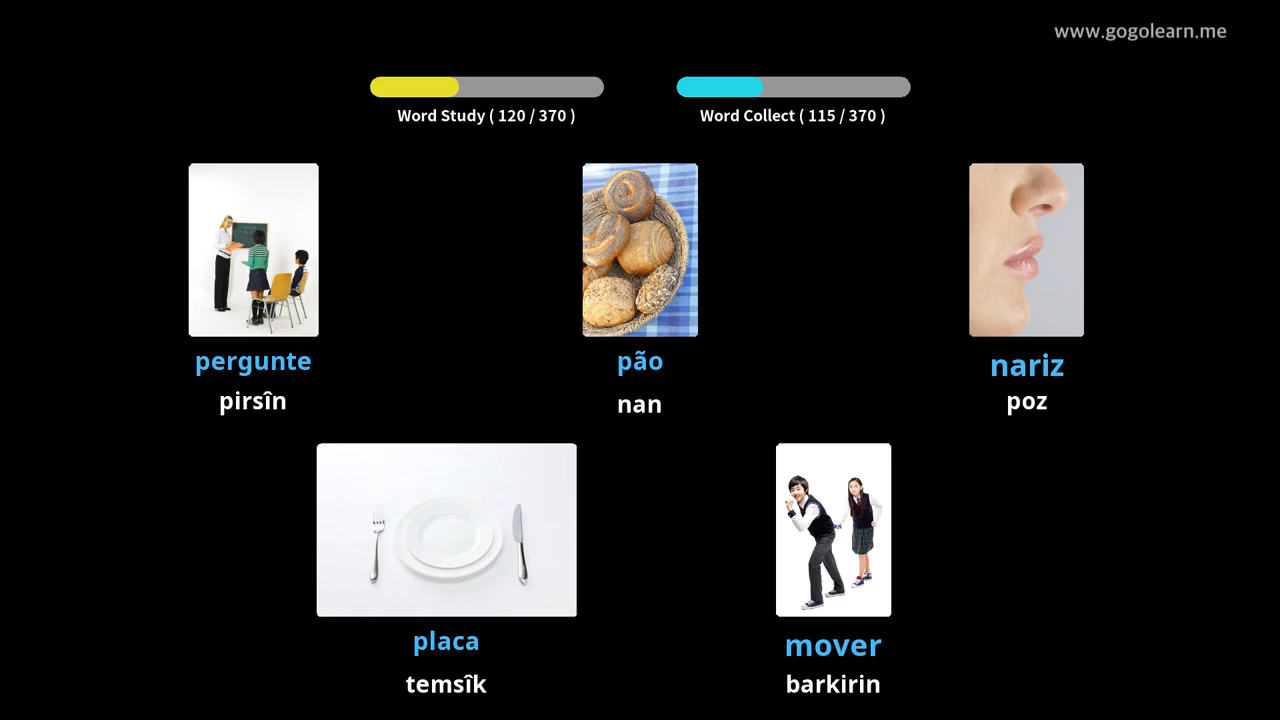 www.gogolearn.me
Word Study ( 120 / 370 )
Word Collect ( 115 / 370 )
pergunte
pirsîn
pão
nan
nariz
poz
placa
temsîk
mover
barkirin